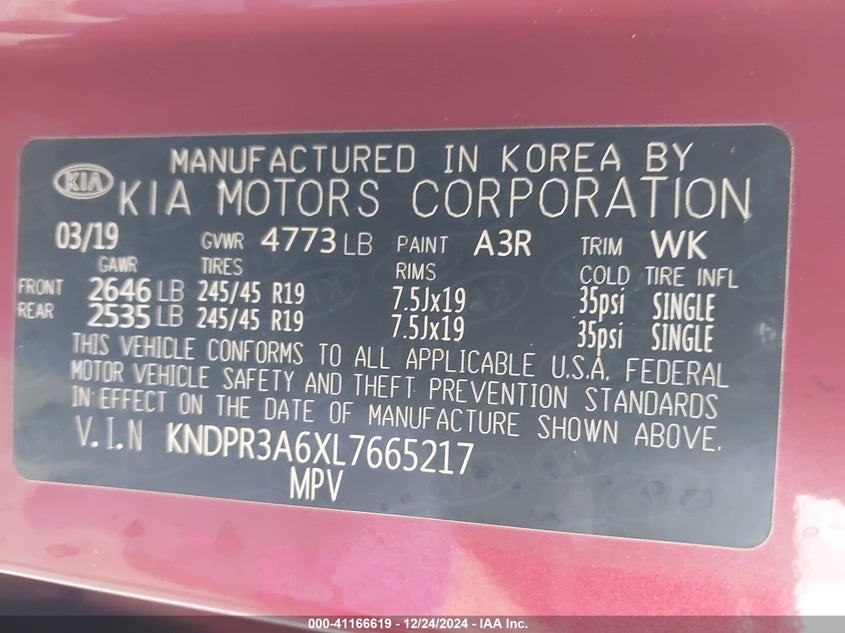 MANUFACTURED IN KOREA BY
KIA KIA MOTORS CORPORATION
03/19 GVWR 4773 LB PAINT A3R TRIM WK
GAWR TIRES RIMS COLD TIRE INFL
FRONT 2646 LB 245/45 R19 7.5Jx19 35psi SINGLE
REAR 2535 LB 245/45 R19 7.5Jx19 35psi SINGLE
THIS VEHICLE CONFORMS TO ALL APPLICABLE U.S.A. FEDERAL
MOTOR VEHICLE SAFETY AND THEFT PREVENTION STANDARDS
IN EFFECT ON THE DATE OF MANUFACTURE SHOWN ABOVE.
V.I.N KNDPR3A6XL7665217
MPV
000-41166619 - 12/24/2024 - IAA Inc.